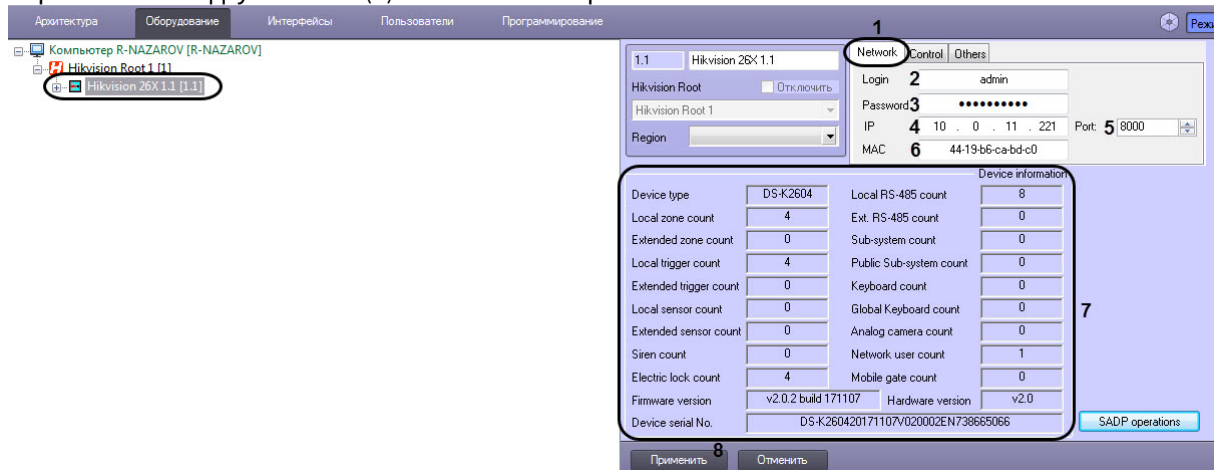 Архитектура Оборудование Интерфейсы Пользователи Программирование
Компьютер R-NAZAROV [R-NAZAROV]
Hikvision Root 1 [1]
Hikvision 26X 1.1 [1.1]
1.1 Hikvision 26X 1.1
Hikvision Root Отключить
Hikvision Root 1
Region
1
Network Control Others
Login 2 admin
Password 3 ••••••••••
IP 4 10 . 0 . 11 . 221 Port: 5 8000
MAC 6 44-19-b6-ca-bd-c0
Device information
Device type DS-K2604 Local RS-485 count 8
Local zone count 4 Ext. RS-485 count 0
Extended zone count 0 Sub-system count 0
Local trigger count 4 Public Sub-system count 0
Extended trigger count 0 Keyboard count 0
Local sensor count 0 Global Keyboard count 0
Extended sensor count 0 Analog camera count 0
Siren count 0 Network user count 1
Electric lock count 4 Mobile gate count 0
Firmware version v2.0.2 build 171107 Hardware version v2.0
Device serial No. DS-K260420171107V020002EN738665066
7
SADP operations
Применить 8 Отменить